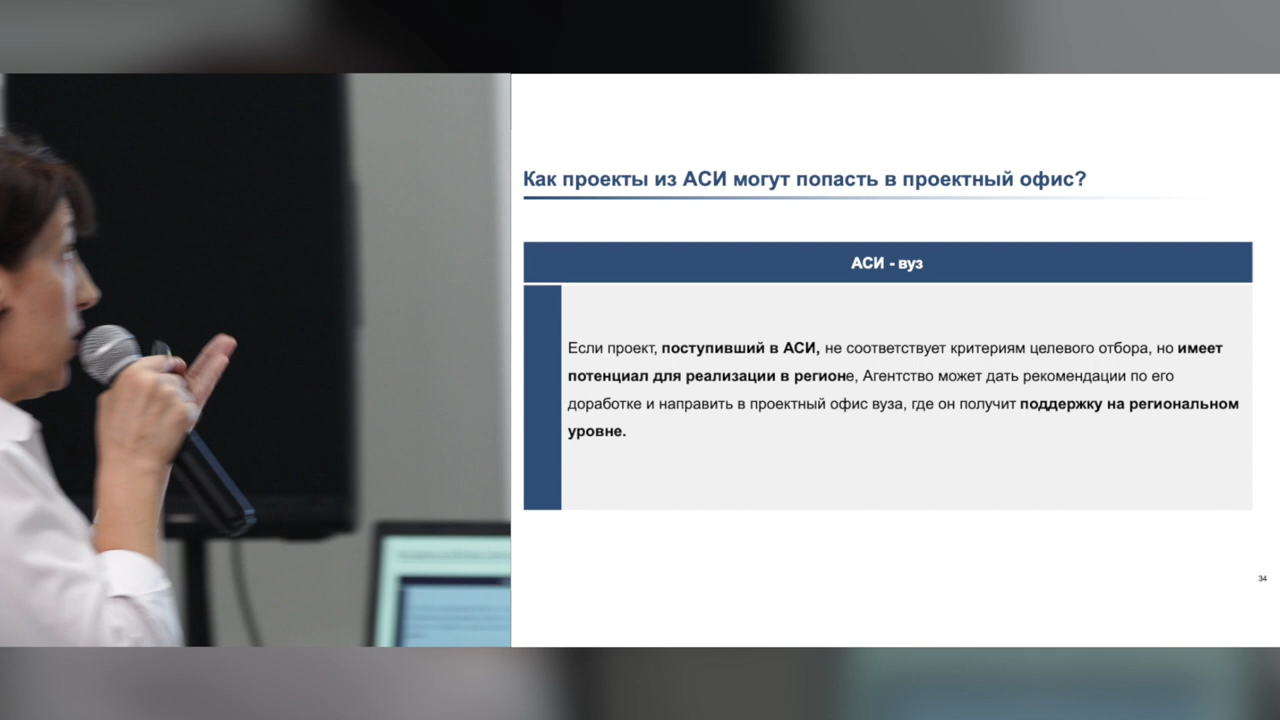 Как проекты из АСИ могут попасть в проектный офис?
АСИ - вуз
Если проект, поступивший в АСИ, не соответствует критериям целевого отбора, но имеет
потенциал для реализации в регионе, Агентство может дать рекомендации по его
доработке и направить в проектный офис вуза, где он получит поддержку на региональном
уровне.
34